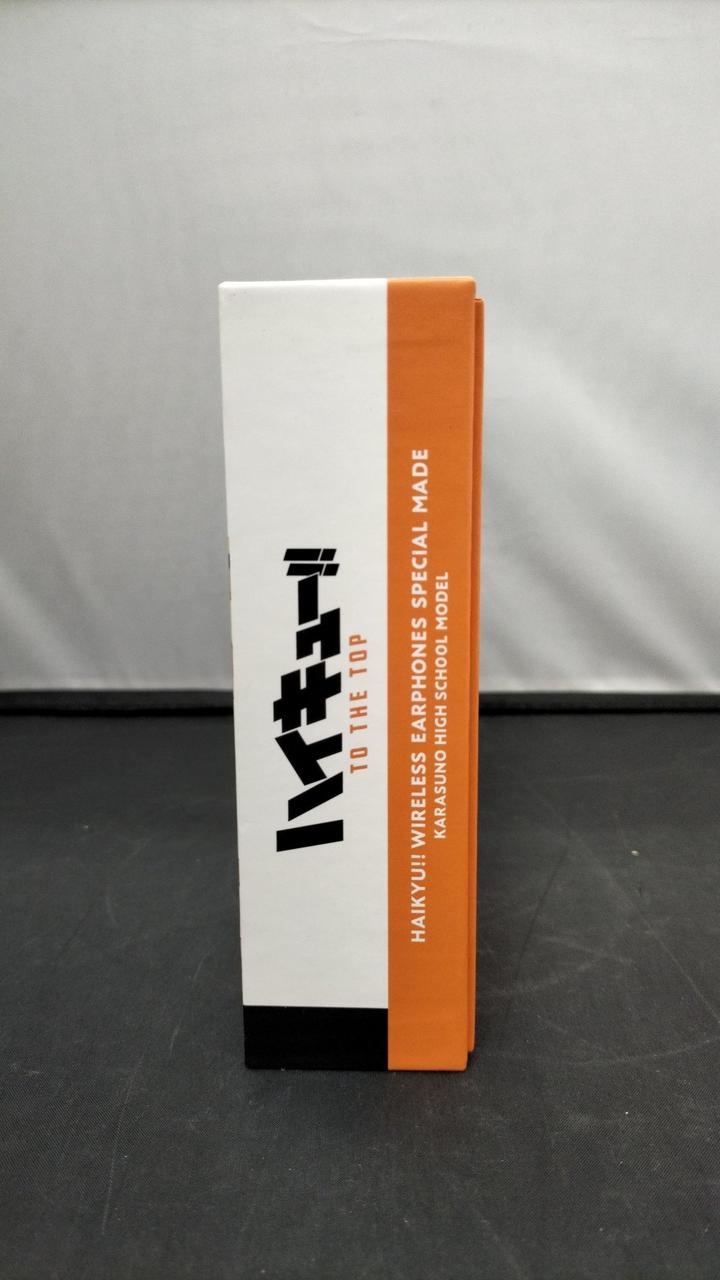 ハイキュー!!
TO THE TOP
HAIKYU!! WIRELESS EARPHONES SPECIAL MADE
KARASUNO HIGH SCHOOL MODEL